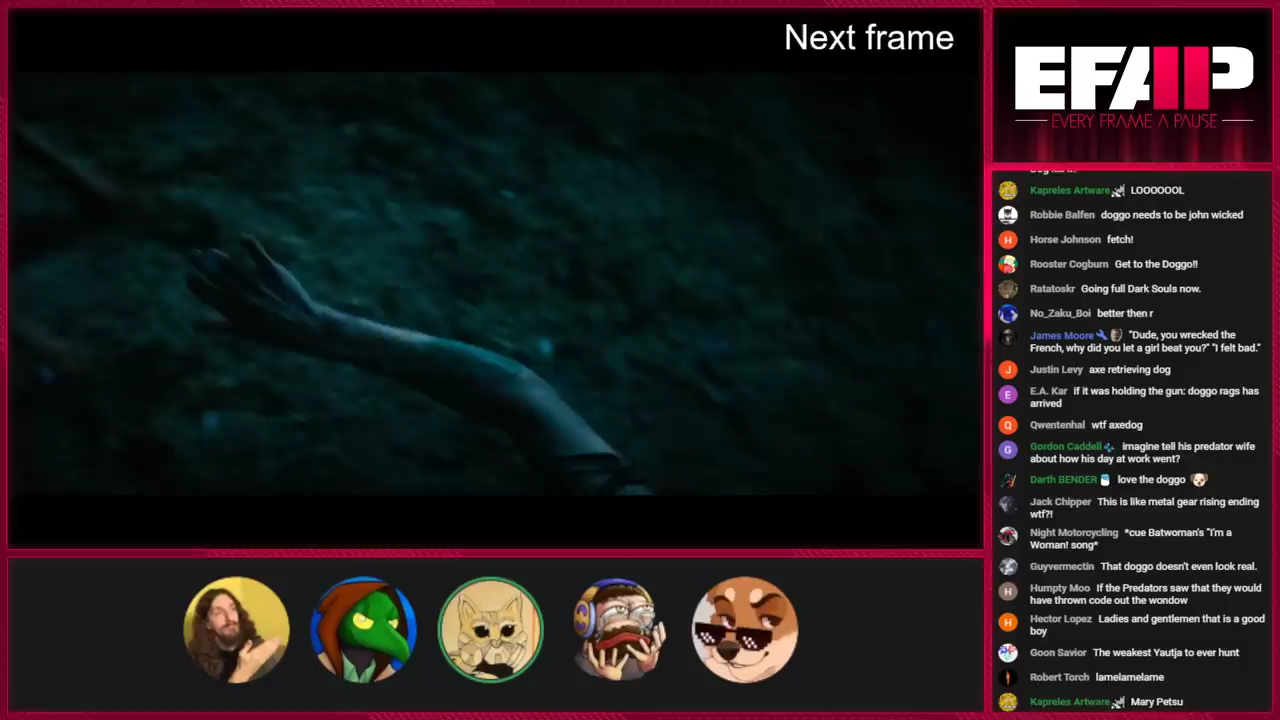 Next frame
EFAP
EVERY FRAME A PAUSE
Kapreles Artware LOOOOOOL
Robbie Balfen doggo needs to be john wicked
H Horse Johnson fetch!
Rooster Cogburn Get to the Doggo!!
Ratatoskr Going full Dark Souls now.
No_Zaku_Boi better then r
James Moore "Dude, you wrecked the
French, why did you let a girl beat you?" "I felt bad."
J Justin Levy axe retrieving dog
E E.A. Kar if it was holding the gun: doggo rags has
arrived
Q Qwentenhal wtf axedog
G Gordon Caddell imagine tell his predator wife
about how his day at work went?
Darth BENDER love the doggo
Jack Chipper This is like metal gear rising ending
wtf?!
Night Motorcycling *cue Batwoman's "I'm a
Woman! song*
Guyvermectin That doggo doesn't even look real.
H Humpty Moo If the Predators saw that they would
have thrown code out the wondow
H Hector Lopez Ladies and gentlemen that is a good
boy
Goon Savior The weakest Yautja to ever hunt
Robert Torch lamelamelame
Kapreles Artware Mary Petsu